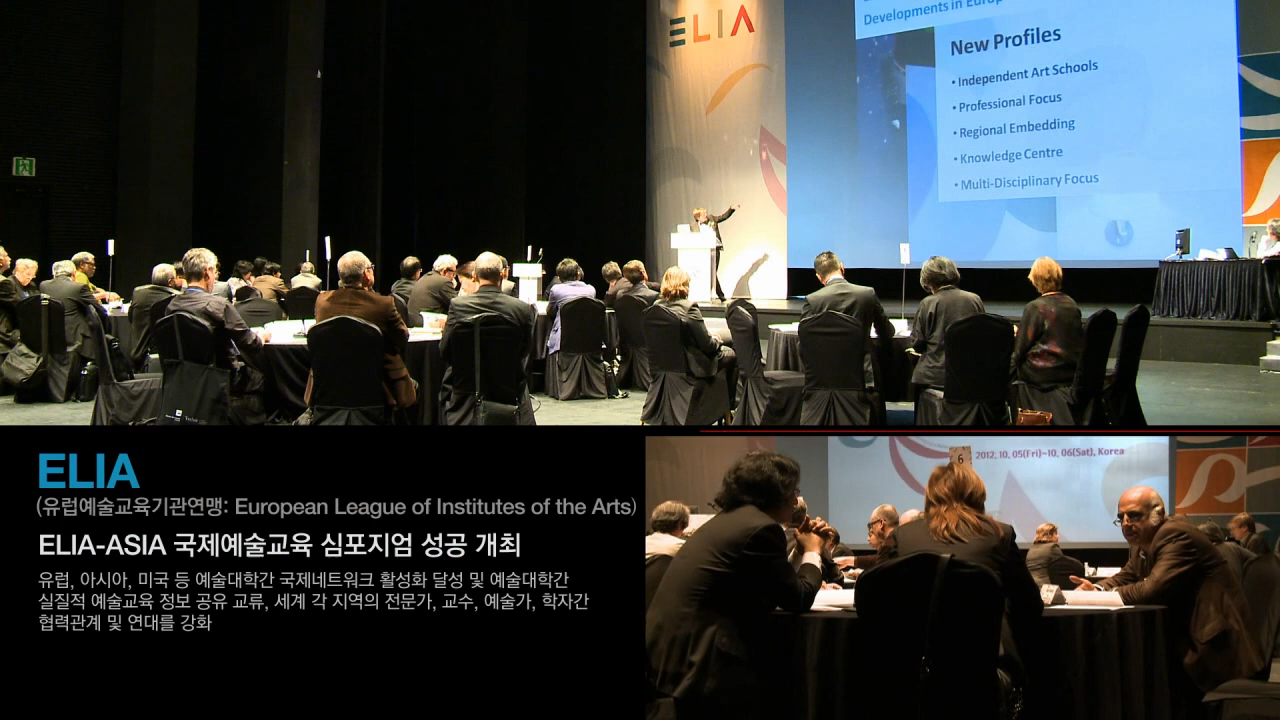 ELIA
Developments in
New Profiles
• Independent Art Schools
• Professional Focus
• Regional Embedding
• Knowledge Centre
• Multi-Disciplinary Focus
ELIA
(유럽예술교육기관연맹: European League of Institutes of the Arts)
ELIA-ASIA 국제예술교육 심포지엄 성공 개최
유럽, 아시아, 미국 등 예술대학간 국제네트워크 활성화 달성 및 예술대학간
실질적 예술교육 정보 공유 교류, 세계 각 지역의 전문가, 교수, 예술가, 학자간
협력관계 및 연대를 강화
6
2012. 10. 05(Fri)~10. 06(Sat), Korea